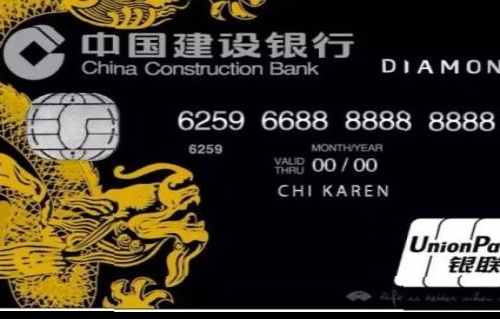 中国建设银行
China Construction Bank
DIAMON
6259 6688 8888 8888
6259
MONTH/YEAR
VALID THRU 00/00
CHI KAREN
UnionPa
银联
life is better when